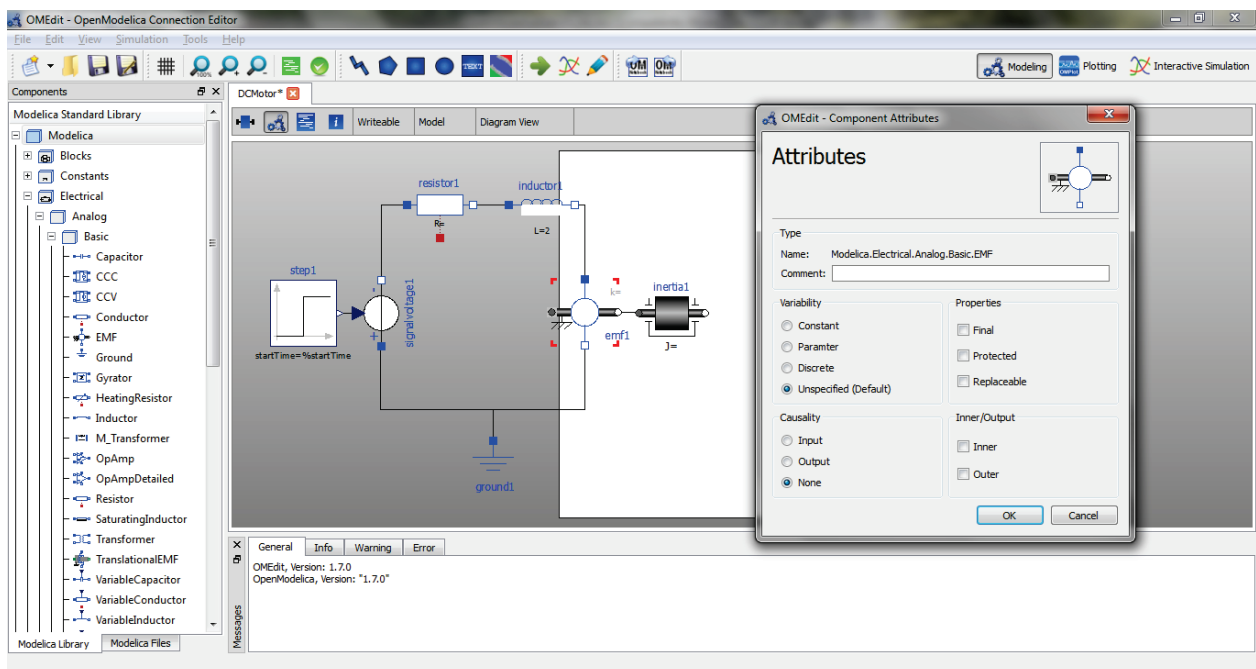 OMEdit - OpenModelica Connection Editor
File Edit View Simulation Tools Help
100%
TEXT
OM
OM
Modeling
Plotting
Interactive Simulation
Components
DCMotor*
Modelica Standard Library
Modelica
Blocks
Constants
Electrical
Analog
Basic
Capacitor
CCC
CCV
Conductor
EMF
Ground
Gyrator
HeatingResistor
Inductor
M_Transformer
OpAmp
OpAmpDetailed
Resistor
SaturatingInductor
Transformer
TranslationalEMF
VariableCapacitor
VariableConductor
VariableInductor
Modelica Library
Modelica Files
Writeable
Model
Diagram View
resistor1
R=
inductor1
L=2
step1
startTime=%startTime
signalvoltage1
-
+
k=
emf1
inertia1
J=
ground1
OMEdit - Component Attributes
Attributes
Type
Name: Modelica.Electrical.Analog.Basic.EMF
Comment:
Variability
Constant
Paramter
Discrete
Unspecified (Default)
Properties
Final
Protected
Replaceable
Causality
Input
Output
None
Inner/Output
Inner
Outer
OK
Cancel
General
Info
Warning
Error
Messages
OMEdit, Version: 1.7.0
OpenModelica, Version: "1.7.0"